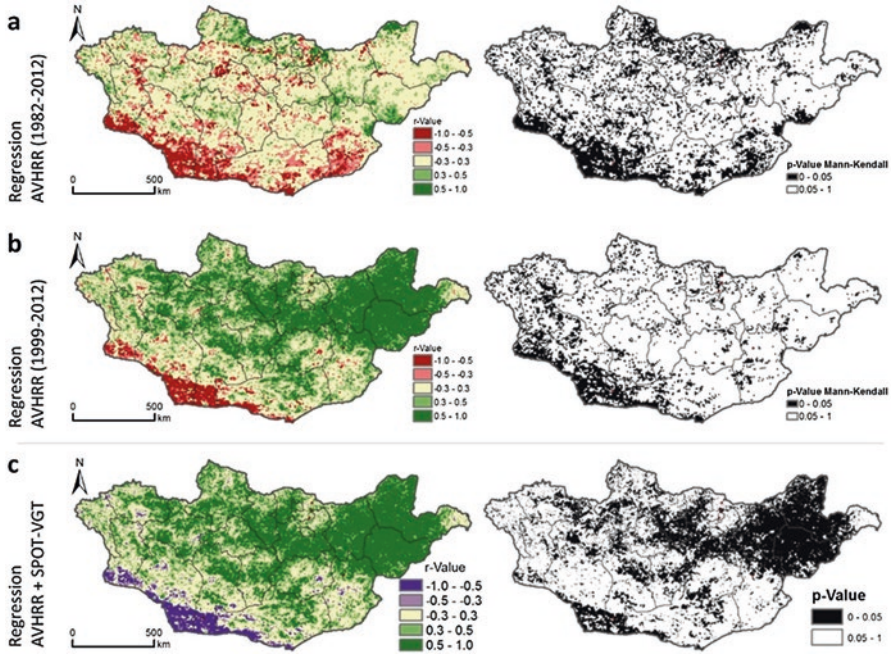 a
Regression
AVHRR (1982-2012)
N
0 500
km
r-Value
-1.0 - -0.5
-0.5 - -0.3
-0.3 - 0.3
0.3 - 0.5
0.5 - 1.0
p-Value Mann-Kendall
0 - 0.05
0.05 - 1
b
Regression
AVHRR (1999-2012)
N
0 500
km
r-Value
-1.0 - -0.5
-0.5 - -0.3
-0.3 - 0.3
0.3 - 0.5
0.5 - 1.0
p-Value Mann-Kendall
0 - 0.05
0.05 - 1
c
Regression
AVHRR + SPOT-VGT
N
0 500
km
r-Value
-1.0 - -0.5
-0.5 - -0.3
-0.3 - 0.3
0.3 - 0.5
0.5 - 1.0
p-Value
0 - 0.05
0.05 - 1